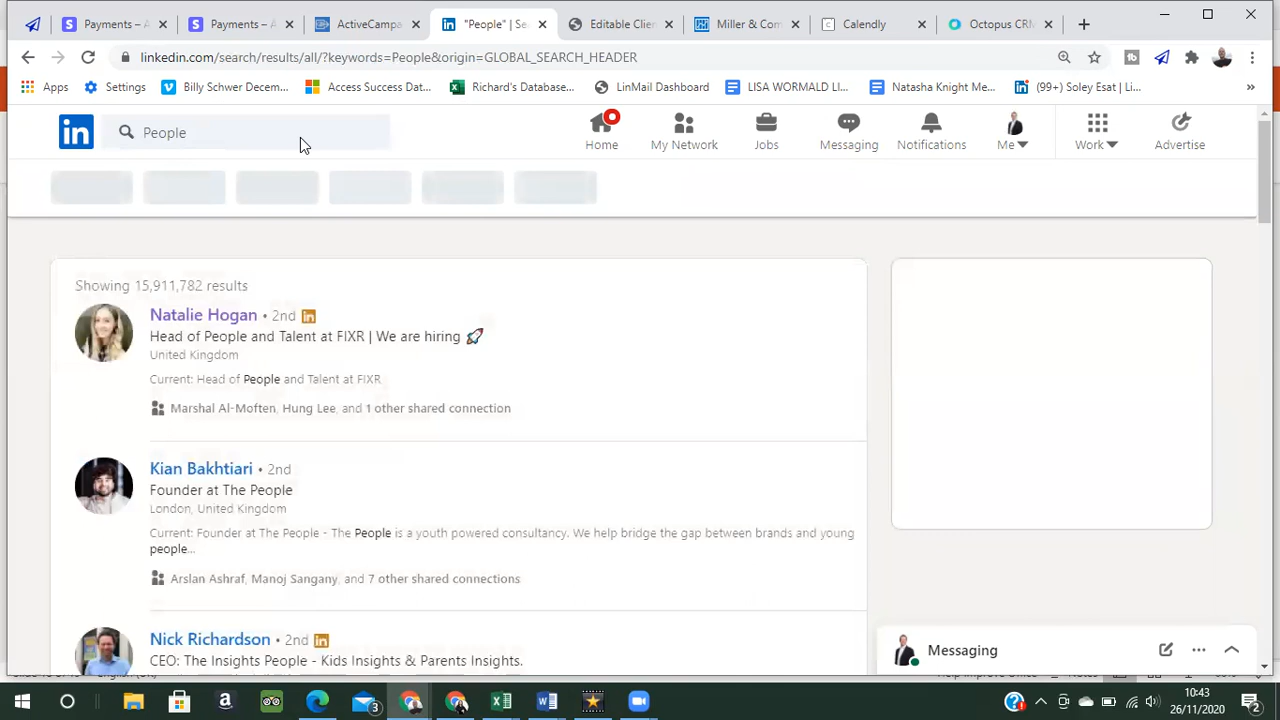 Payments – A
Payments – A
ActiveCampa
"People" | Se
Editable Clie
Miller & Com
Calendly
Octopus CRM
linkedin.com/search/results/all/?keywords=People&origin=GLOBAL_SEARCH_HEADER
Apps
Settings
Billy Schwer Decem...
Access Success Dat...
Richard's Database...
LinMail Dashboard
LISA WORMALD LI...
Natasha Knight Me...
(99+) Soley Esat | Li...
»
in
People
Home
My Network
Jobs
Messaging
Notifications
Me
Work
Advertise
Showing 15,911,782 results
Natalie Hogan • 2nd in
Head of People and Talent at FIXR | We are hiring 🚀
United Kingdom
Current: Head of People and Talent at FIXR
Marshal Al-Moften, Hung Lee, and 1 other shared connection
Kian Bakhtiari • 2nd
Founder at The People
London, United Kingdom
Current: Founder at The People - The People is a youth powered consultancy. We help bridge the gap between brands and young
people...
Arslan Ashraf, Manoj Sangany, and 7 other shared connections
Nick Richardson • 2nd in
CEO: The Insights People - Kids Insights & Parents Insights.
Messaging
3
10:43
26/11/2020
2